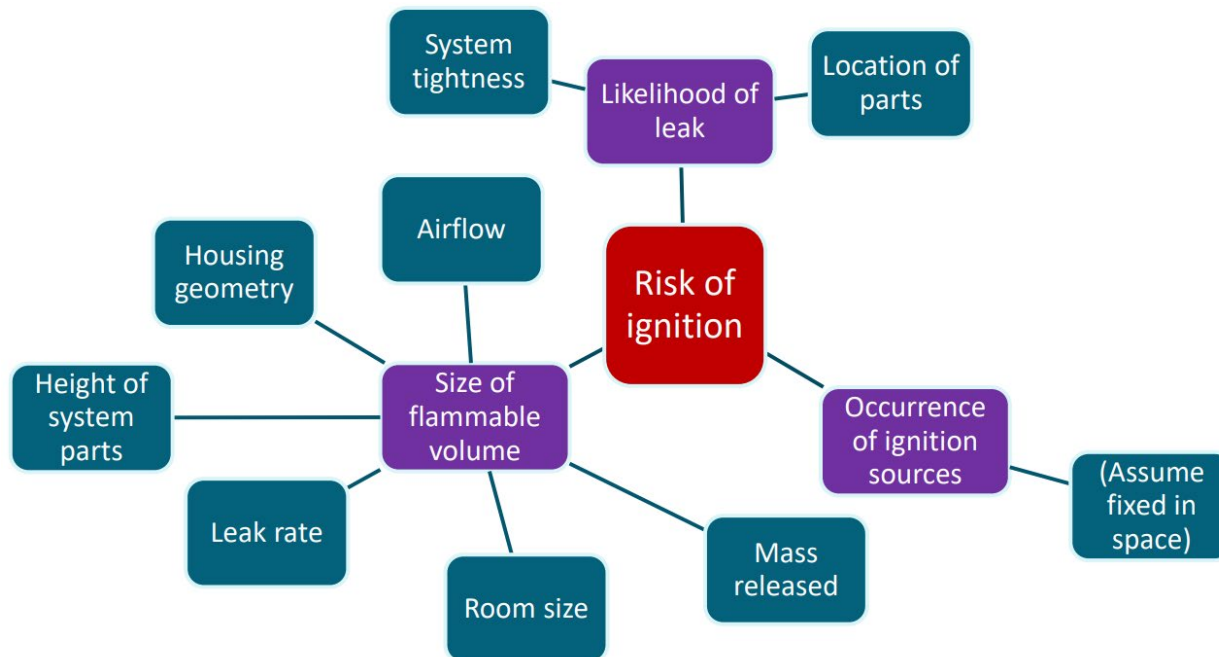 System
tightness
Likelihood of
leak
Location of
parts
Airflow
Housing
geometry
Risk of
ignition
Height of
system
parts
Size of
flammable
volume
Occurrence
of ignition
sources
(Assume
fixed in
space)
Leak rate
Room size
Mass
released